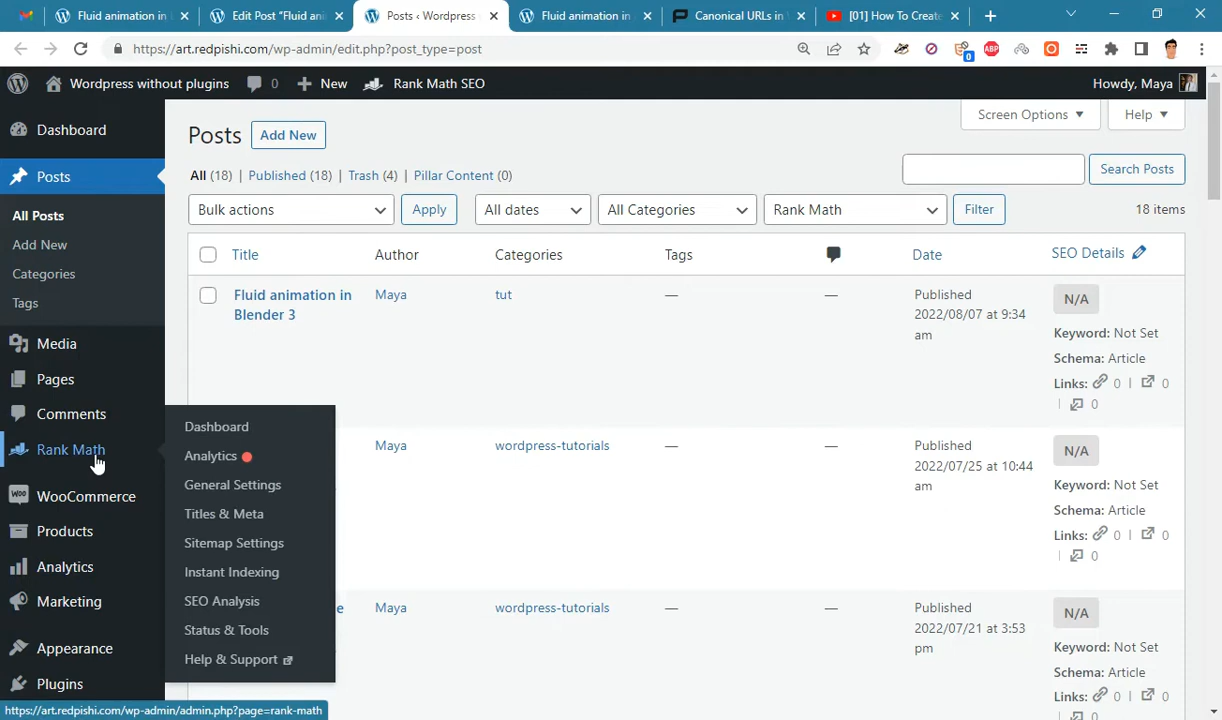 Fluid animation in
Edit Post “Fluid ani
Posts ‹ Wordpress
Fluid animation in
Canonical URLs in
[01] How To Create
https://art.redpishi.com/wp-admin/edit.php?post_type=post
0
ABP
Wordpress without plugins
0
New
Rank Math SEO
Howdy, Maya
Dashboard
Posts
All Posts
Add New
Categories
Tags
Media
Pages
Comments
Rank Math
WooCommerce
Products
Analytics
Marketing
Appearance
Plugins
Dashboard
Analytics
General Settings
Titles & Meta
Sitemap Settings
Instant Indexing
SEO Analysis
Status & Tools
Help & Support
Screen Options
Help
Posts
Add New
All (18) | Published (18) | Trash (4) | Pillar Content (0)
Search Posts
Bulk actions
Apply
All dates
All Categories
Rank Math
Filter
18 items
Title
Author
Categories
Tags
Date
SEO Details
Fluid animation in
Blender 3
Maya
tut
—
—
Published
2022/08/07 at 9:34
am
N/A
Keyword: Not Set
Schema: Article
Links: 0 | 0
| 0
Maya
wordpress-tutorials
—
—
Published
2022/07/25 at 10:44
am
N/A
Keyword: Not Set
Schema: Article
Links: 0 | 0
| 0
e
Maya
wordpress-tutorials
—
—
Published
2022/07/21 at 3:53
pm
N/A
Keyword: Not Set
Schema: Article
Links: 0 | 0
| 0
https://art.redpishi.com/wp-admin/admin.php?page=rank-math